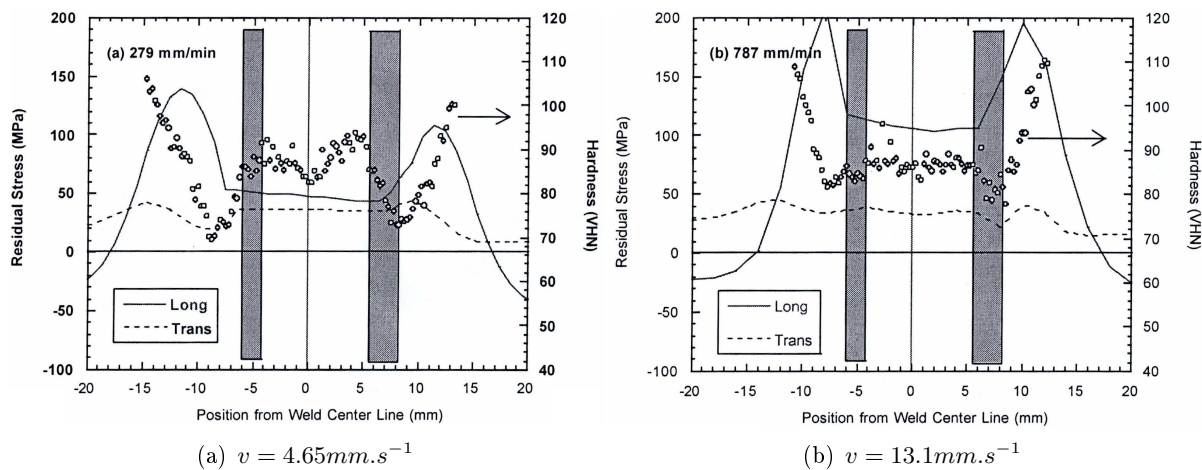 (a) 279 mm/min
Residual Stress (MPa)
200
150
100
50
0
-50
-100
120
110
100
90
80
70
60
50
40
Hardness (VHN)
Long
Trans
-20 -15 -10 -5 0 5 10 15 20
Position from Weld Center Line (mm)
(a) v = 4.65mm.s⁻¹
(b) 787 mm/min
Residual Stress (MPa)
200
150
100
50
0
-50
-100
120
110
100
90
80
70
60
50
40
Hardness (VHN)
Long
Trans
-20 -15 -10 -5 0 5 10 15 20
Position from Weld Center Line (mm)
(b) v = 13.1mm.s⁻¹